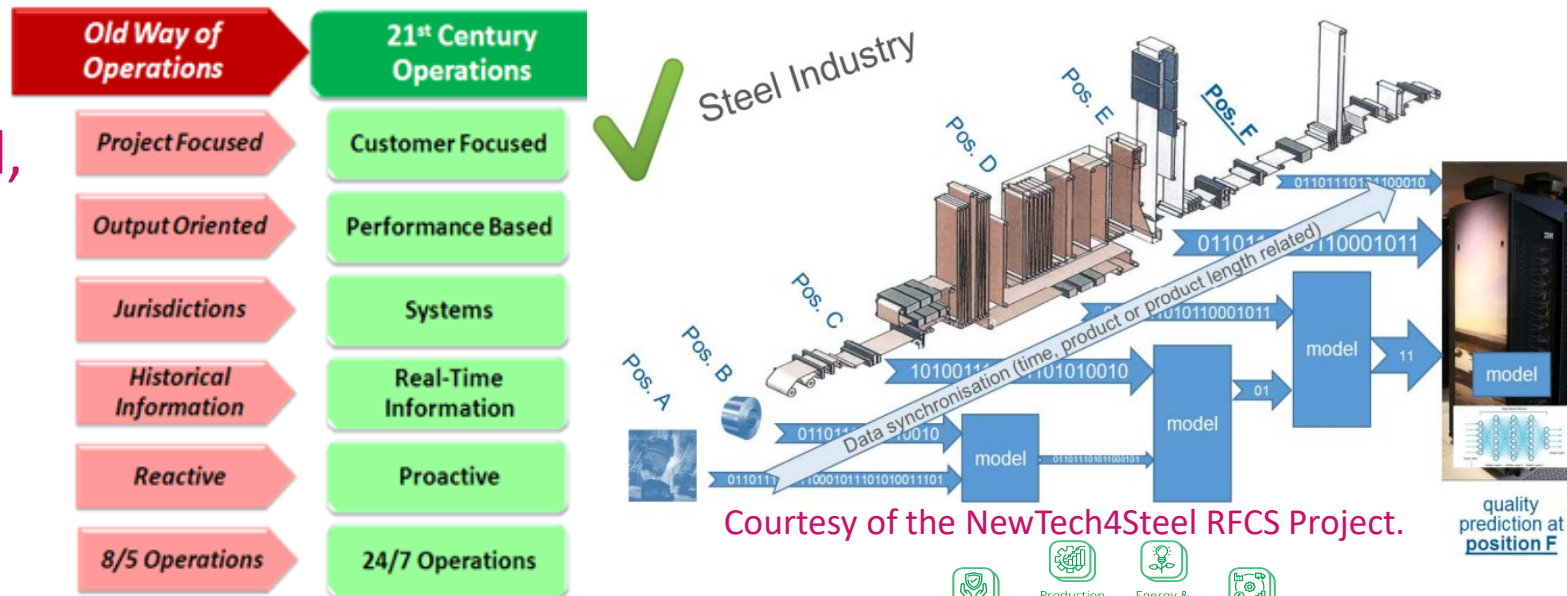 Old Way of
Operations
21st Century
Operations
Project Focused
Customer Focused
Output Oriented
Performance Based
Jurisdictions
Systems
Historical
Information
Real-Time
Information
Reactive
Proactive
8/5 Operations
24/7 Operations
Steel Industry
Pos. A
Pos. B
Pos. C
Pos. D
Pos. E
Pos. F
Data synchronisation (time, product or product length related)
model
model
01
model
11
model
IBM
quality
prediction at
position F
Courtesy of the NewTech4Steel RFCS Project.
Production
Energy &